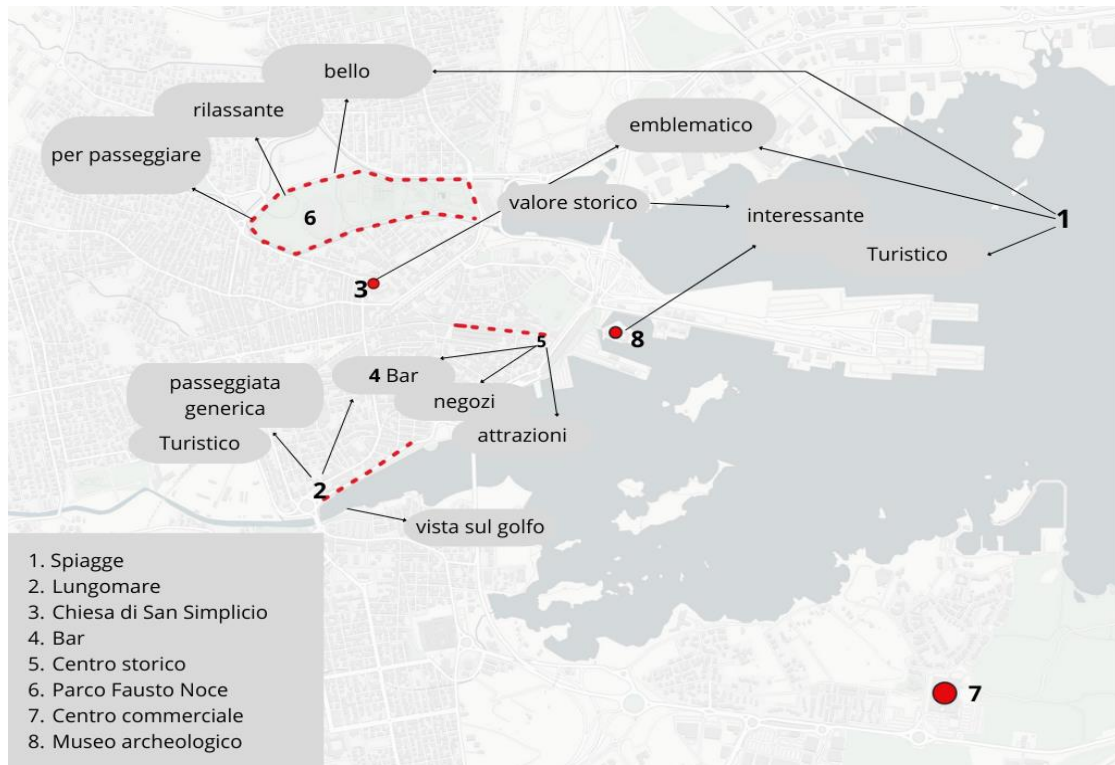 bello
rilassante
per passeggiare
emblematico
valore storico
interessante
Turistico
1
6
3
5
8
4 Bar
negozi
attrazioni
passeggiata
generica
Turistico
2
vista sul golfo
7
1. Spiagge
2. Lungomare
3. Chiesa di San Simplicio
4. Bar
5. Centro storico
6. Parco Fausto Noce
7. Centro commerciale
8. Museo archeologico